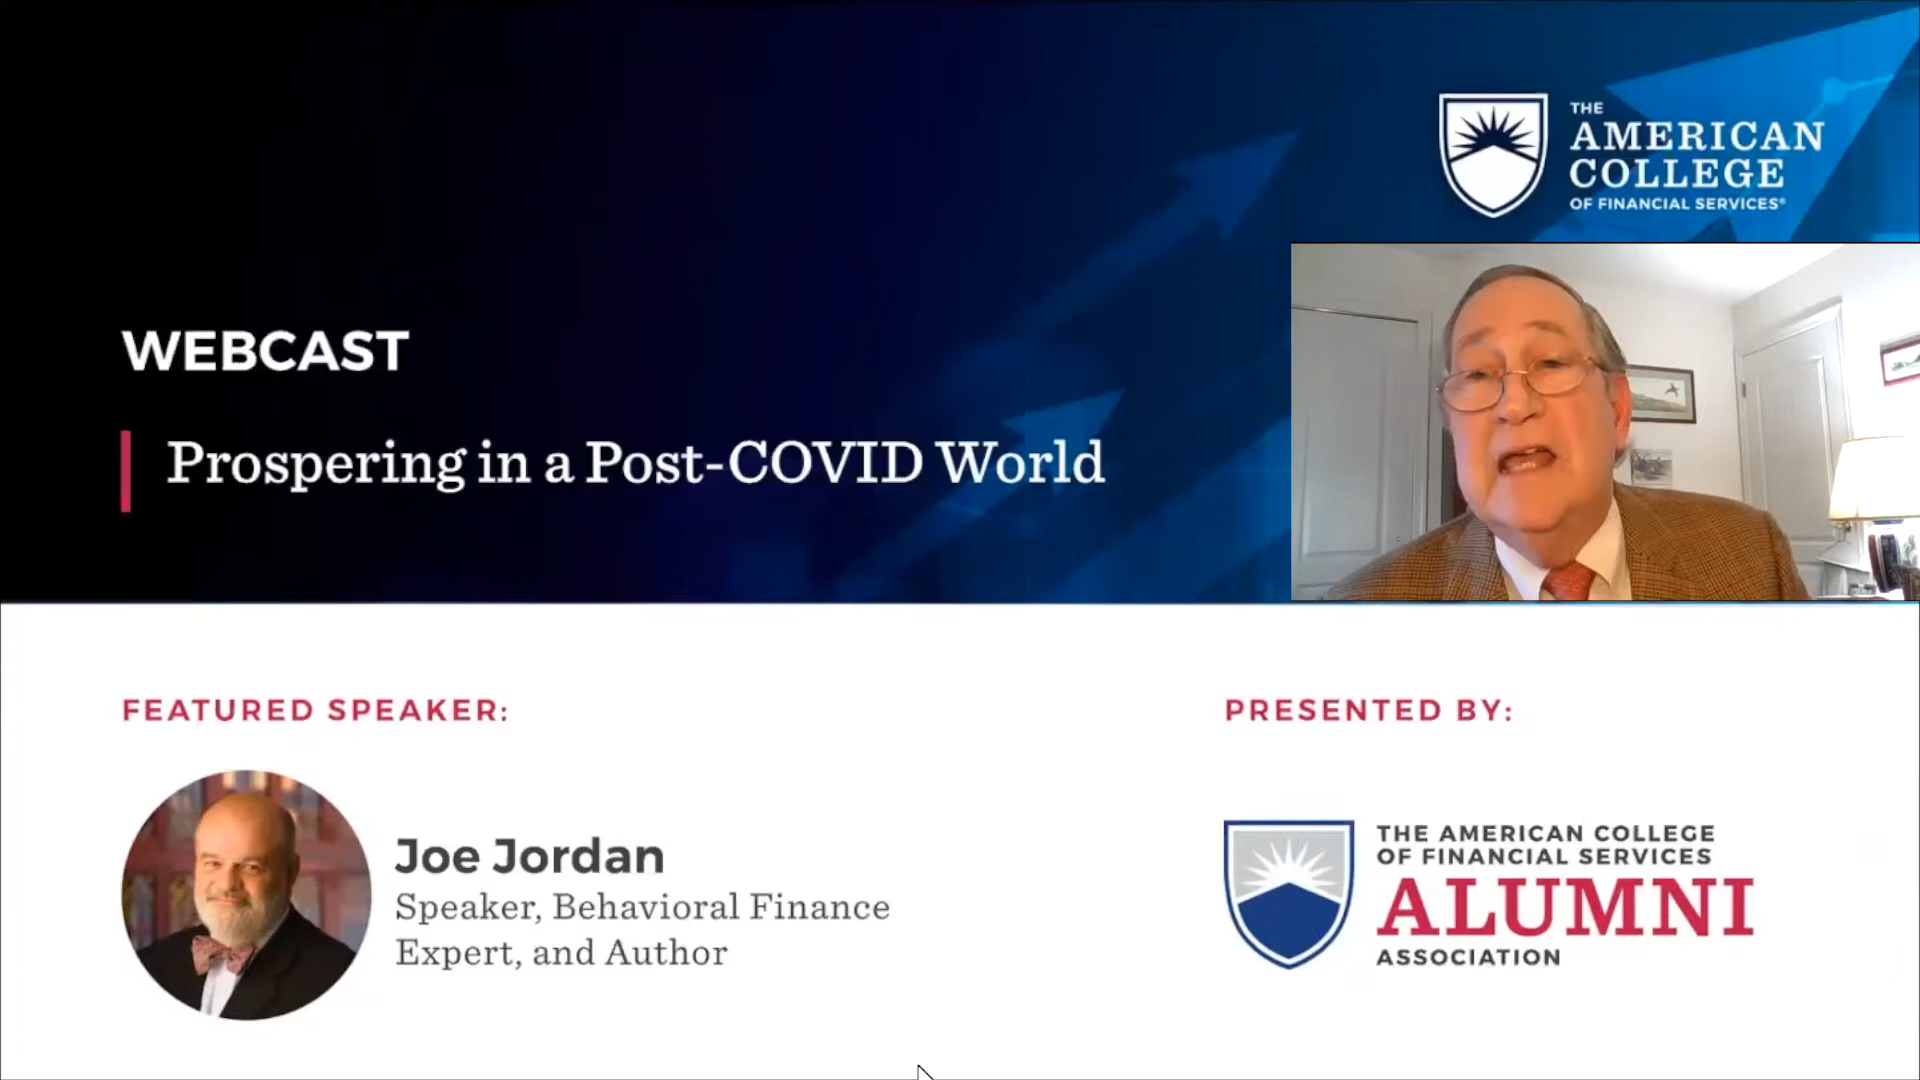 THE
AMERICAN
COLLEGE
OF FINANCIAL SERVICES®
WEBCAST
Prospering in a Post-COVID World
FEATURED SPEAKER:
Joe Jordan
Speaker, Behavioral Finance
Expert, and Author
PRESENTED BY:
THE AMERICAN COLLEGE
OF FINANCIAL SERVICES
ALUMNI
ASSOCIATION